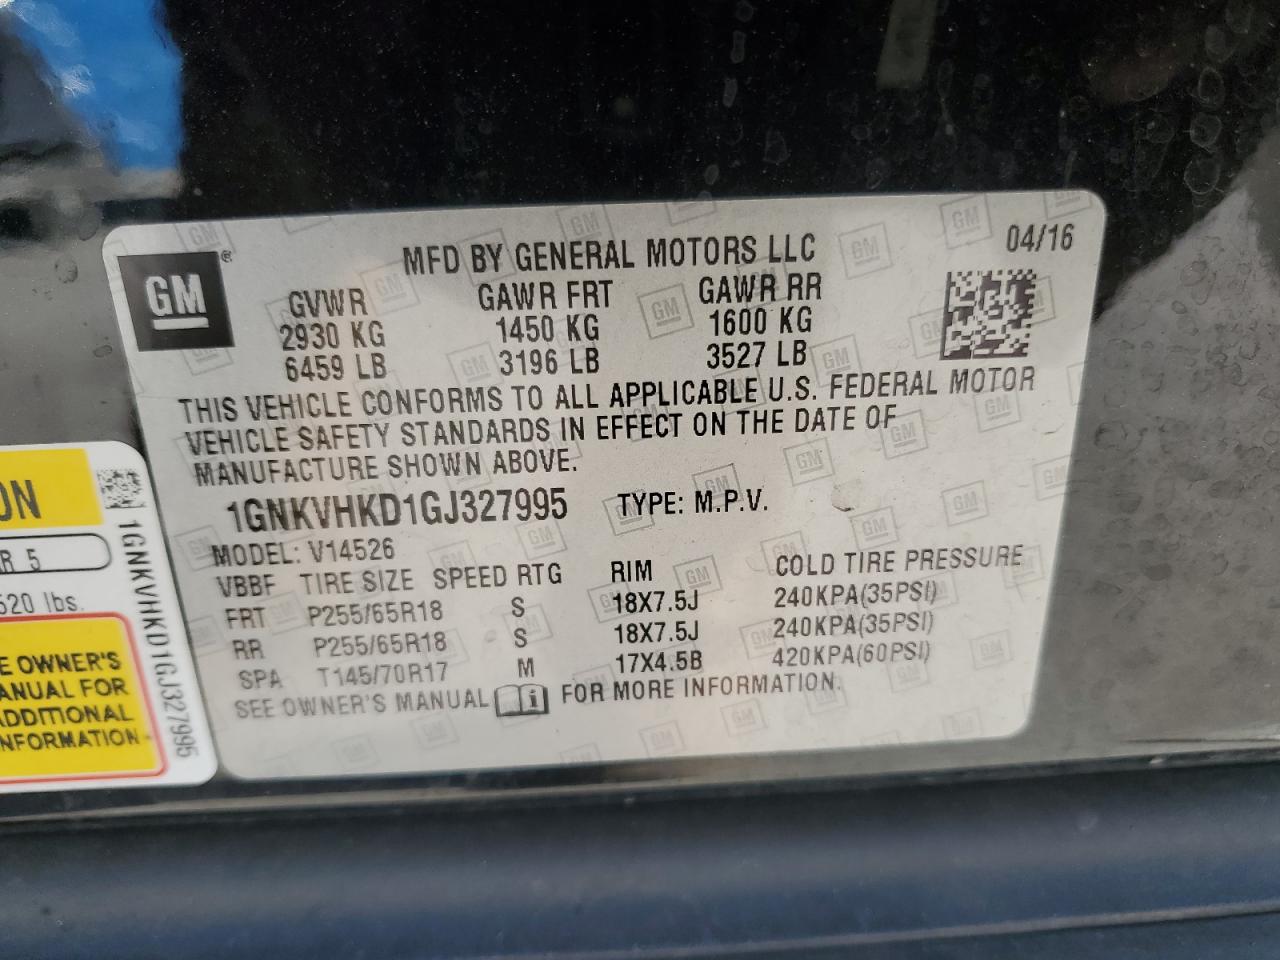 GM
®
MFD BY GENERAL MOTORS LLC
04/16
GVWR GAWR FRT GAWR RR
2930 KG 1450 KG 1600 KG
6459 LB 3196 LB 3527 LB
THIS VEHICLE CONFORMS TO ALL APPLICABLE U.S. FEDERAL MOTOR
VEHICLE SAFETY STANDARDS IN EFFECT ON THE DATE OF
MANUFACTURE SHOWN ABOVE.
1GNKVHKD1GJ327995 TYPE: M.P.V.
MODEL: V14526
VBBF TIRE SIZE SPEED RTG RIM COLD TIRE PRESSURE
FRT P255/65R18 S 18X7.5J 240KPA(35PSI)
RR P255/65R18 S 18X7.5J 240KPA(35PSI)
SPA T145/70R17 M 17X4.5B 420KPA(60PSI)
SEE OWNER'S MANUAL i FOR MORE INFORMATION.
ON
R 5
520 lbs.
E OWNER'S
ANUAL FOR
ADDITIONAL
NFORMATION
1GNKVHKD1GJ327995